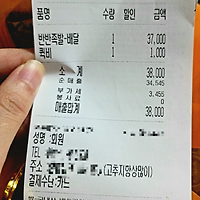 품명 수량 할인 금액
반반족발-배달 1 37,000
쿨비 1 1,000
소 계 38,000
순 매출 34,545
부 가 세 3,455
봉 사 료 0
매출합계 38,000
성명 :회원
TEL
주소 (고추지향상많이)
결제수단:카드